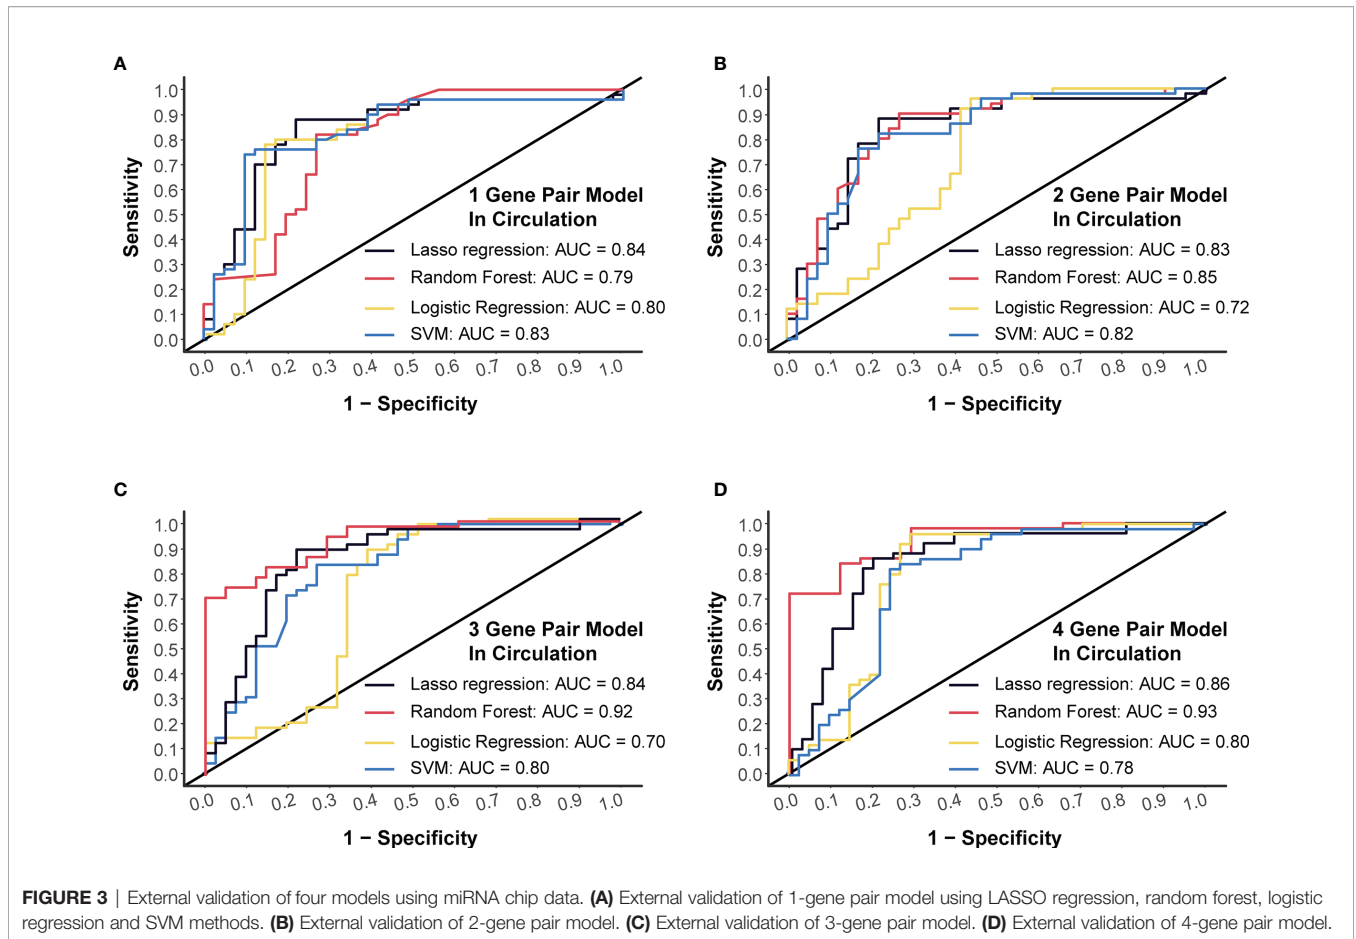 A
1.0
0.9
0.8
0.7
0.6
0.5
0.4
0.3
0.2
0.1
0.0
Sensitivity
1 Gene Pair Model
In Circulation
Lasso regression: AUC = 0.84
Random Forest: AUC = 0.79
Logistic Regression: AUC = 0.80
SVM: AUC = 0.83
0.0 0.1 0.2 0.3 0.4 0.5 0.6 0.7 0.8 0.9 1.0
1 − Specificity
B
1.0
0.9
0.8
0.7
0.6
0.5
0.4
0.3
0.2
0.1
0.0
Sensitivity
2 Gene Pair Model
In Circulation
Lasso regression: AUC = 0.83
Random Forest: AUC = 0.85
Logistic Regression: AUC = 0.72
SVM: AUC = 0.82
0.0 0.1 0.2 0.3 0.4 0.5 0.6 0.7 0.8 0.9 1.0
1 − Specificity
C
1.0
0.9
0.8
0.7
0.6
0.5
0.4
0.3
0.2
0.1
0.0
Sensitivity
3 Gene Pair Model
In Circulation
Lasso regression: AUC = 0.84
Random Forest: AUC = 0.92
Logistic Regression: AUC = 0.70
SVM: AUC = 0.80
0.0 0.1 0.2 0.3 0.4 0.5 0.6 0.7 0.8 0.9 1.0
1 − Specificity
D
1.0
0.9
0.8
0.7
0.6
0.5
0.4
0.3
0.2
0.1
0.0
Sensitivity
4 Gene Pair Model
In Circulation
Lasso regression: AUC = 0.86
Random Forest: AUC = 0.93
Logistic Regression: AUC = 0.80
SVM: AUC = 0.78
0.0 0.1 0.2 0.3 0.4 0.5 0.6 0.7 0.8 0.9 1.0
1 − Specificity
FIGURE 3 | External validation of four models using miRNA chip data. (A) External validation of 1-gene pair model using LASSO regression, random forest, logistic
regression and SVM methods. (B) External validation of 2-gene pair model. (C) External validation of 3-gene pair model. (D) External validation of 4-gene pair model.